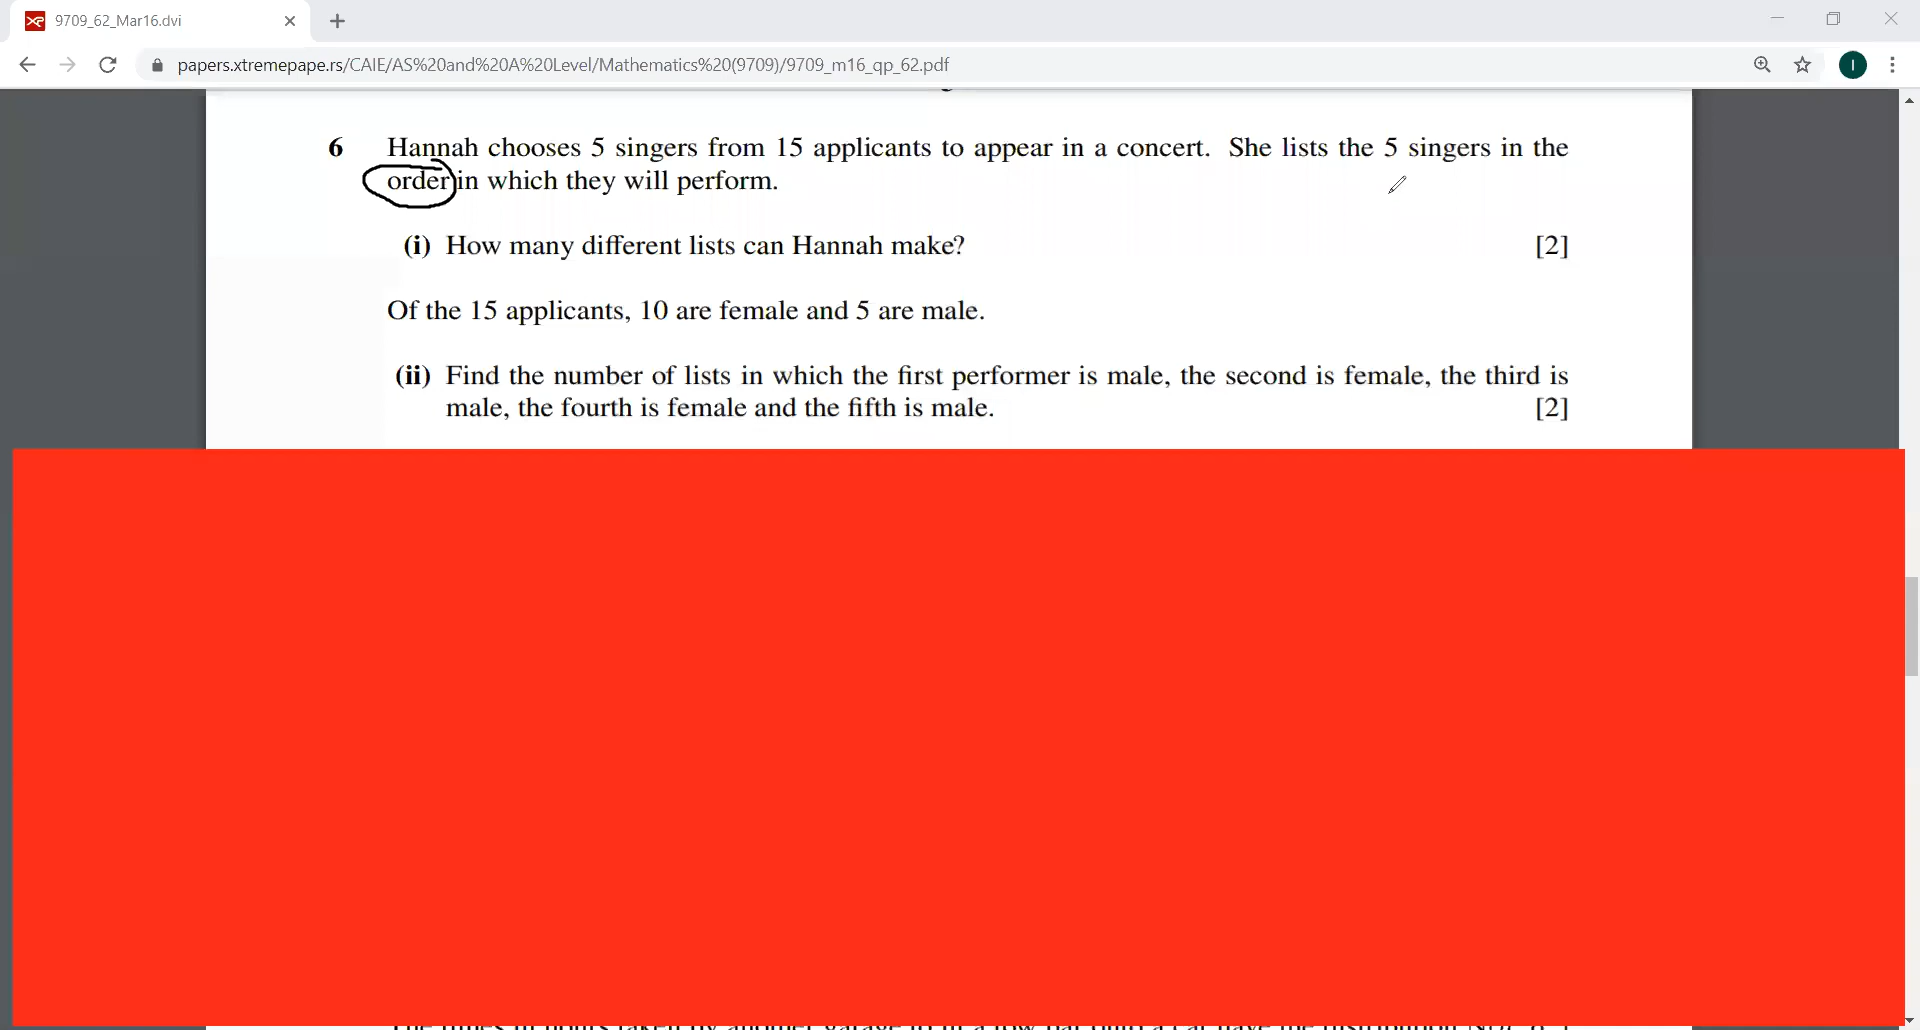 9709_62_Mar16.dvi
papers.xtremepape.rs/CAIE/AS%20and%20A%20Level/Mathematics%20(9709)/9709_m16_qp_62.pdf
I
6 Hannah chooses 5 singers from 15 applicants to appear in a concert. She lists the 5 singers in the
order in which they will perform.
(i) How many different lists can Hannah make? [2]
Of the 15 applicants, 10 are female and 5 are male.
(ii) Find the number of lists in which the first performer is male, the second is female, the third is
male, the fourth is female and the fifth is male. [2]